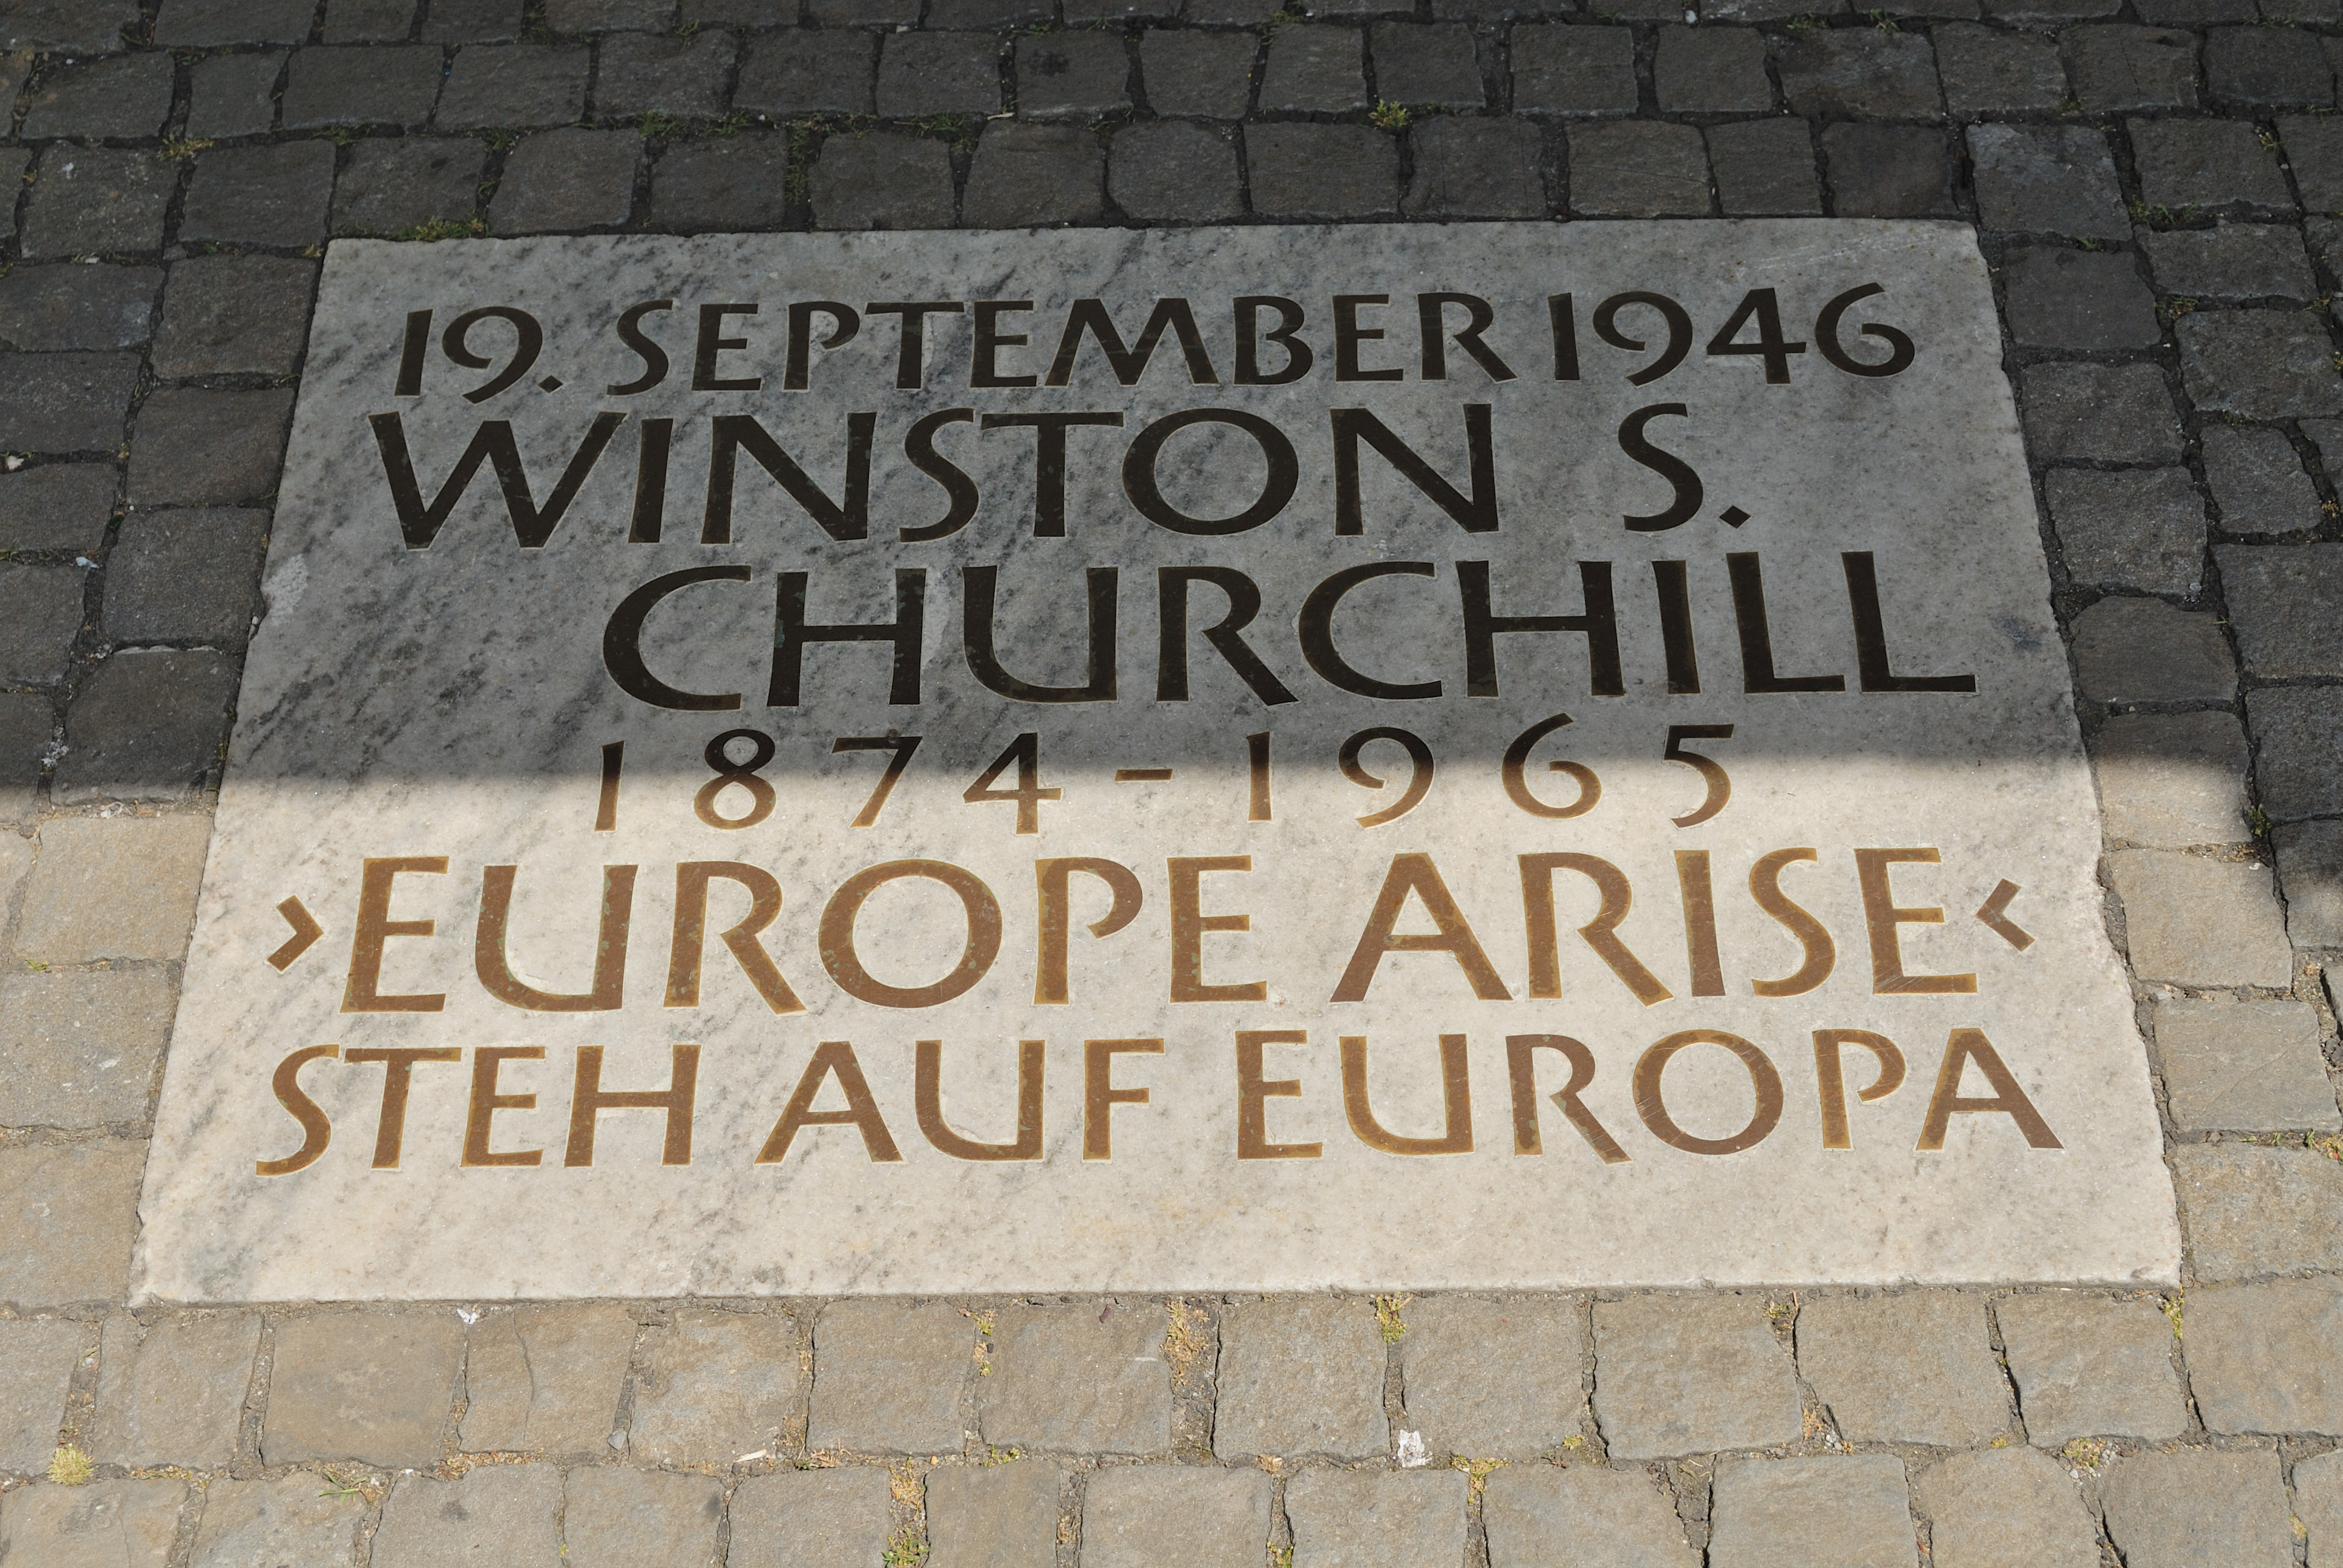 19. SEPTEMBER 1946
WINSTON S.
CHURCHILL
1874-1965
›EUROPE ARISE‹
STEH AUF EUROPA